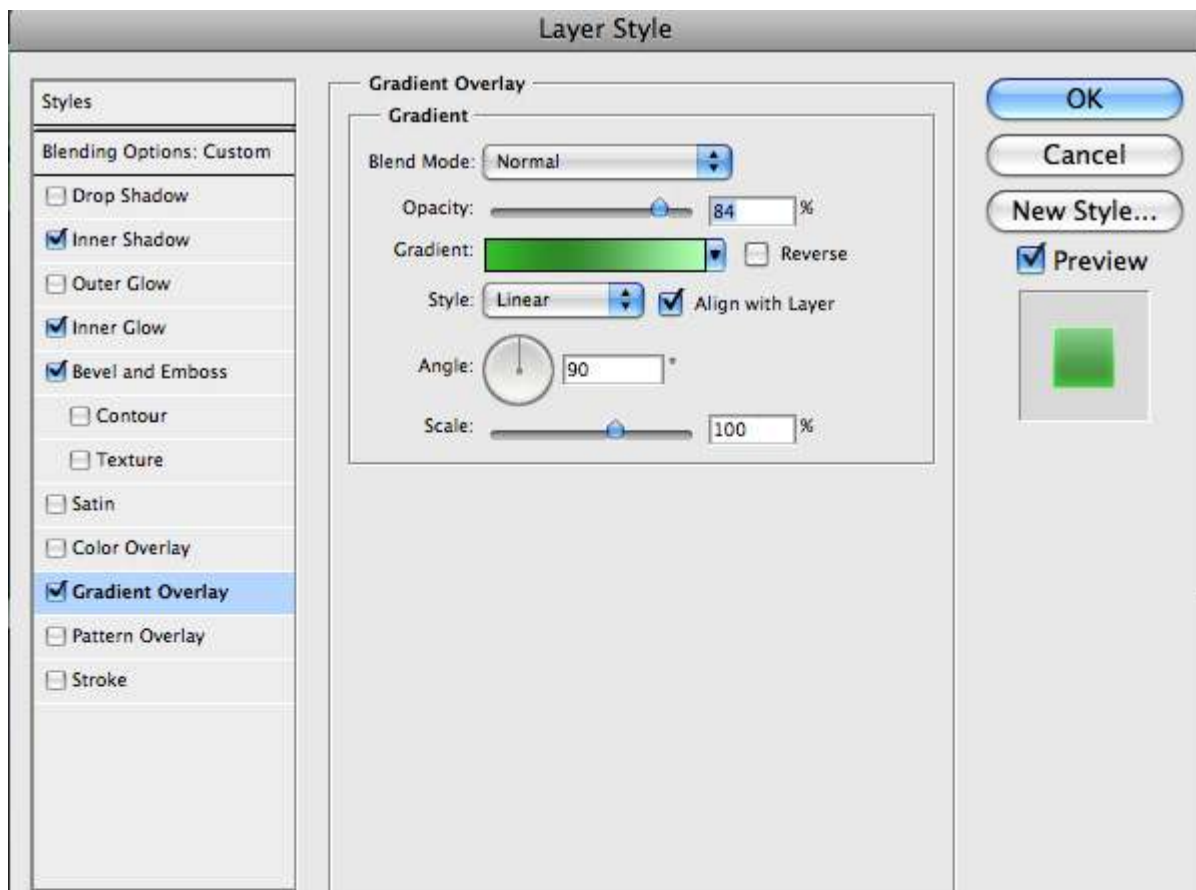 Layer Style
Styles
Blending Options: Custom
Drop Shadow
Inner Shadow
Outer Glow
Inner Glow
Bevel and Emboss
Contour
Texture
Satin
Color Overlay
Gradient Overlay
Pattern Overlay
Stroke
Gradient Overlay
Gradient
Blend Mode: Normal
Opacity: 84 %
Gradient: Reverse
Style: Linear Align with Layer
Angle: 90 °
Scale: 100 %
OK
Cancel
New Style...
Preview